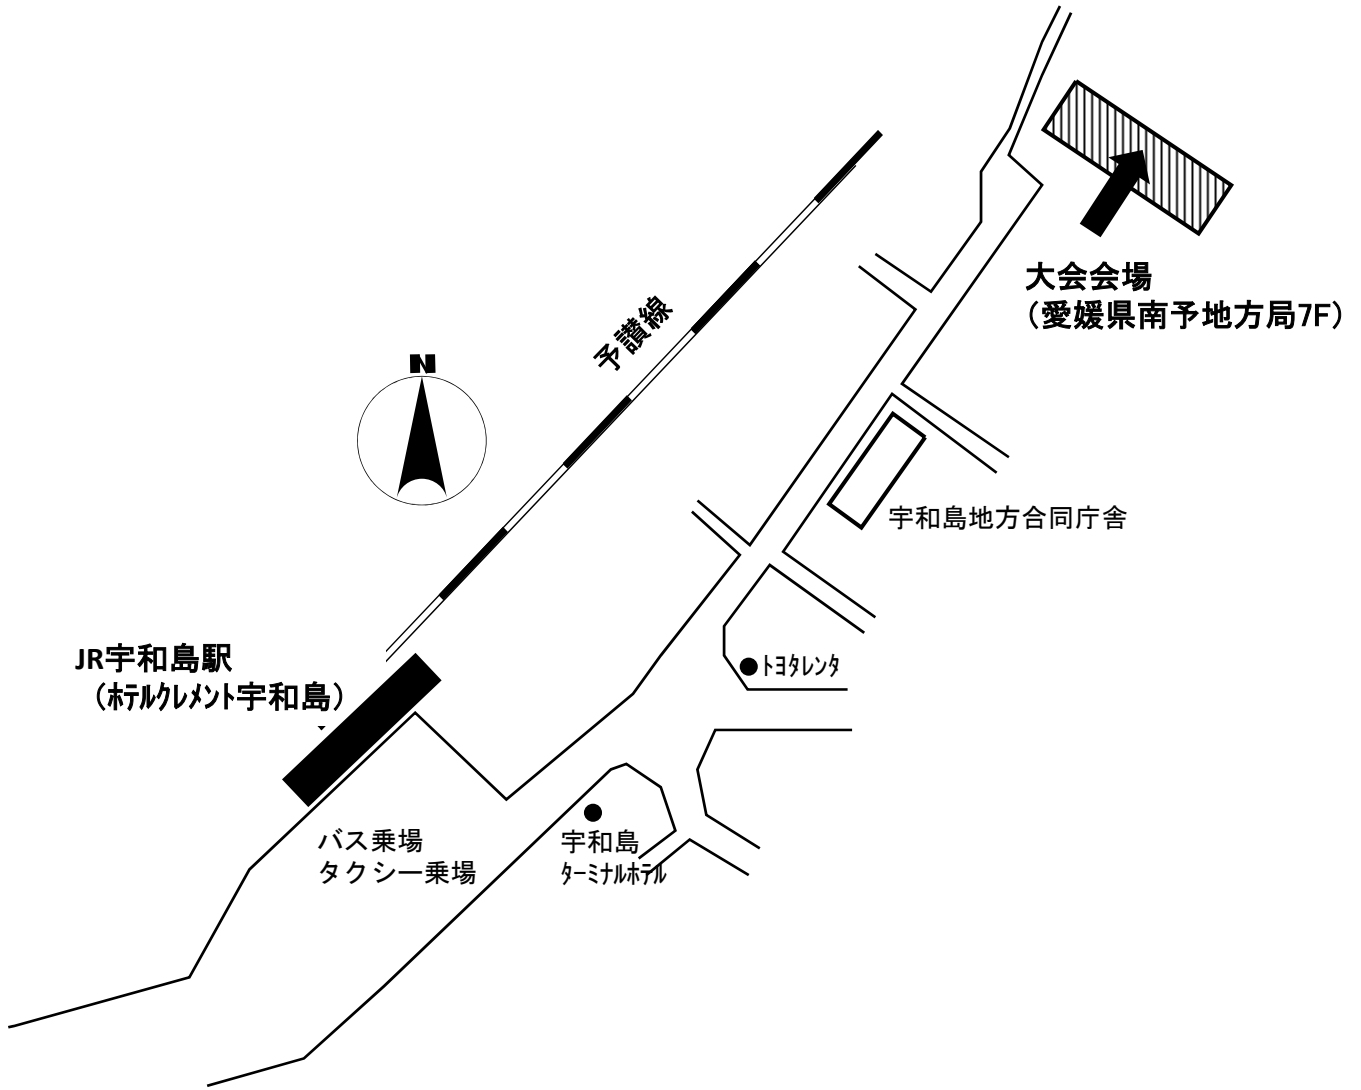 大会会場
（愛媛県南予地方局7F）
予讃線
N
宇和島地方合同庁舎
JR宇和島駅
（ﾎﾃﾙｸﾚﾒﾝﾄ宇和島）
ﾄﾖﾀﾚﾝﾀ
バス乗場
タクシー乗場
宇和島
ﾀｰﾐﾅﾙﾎﾃﾙ